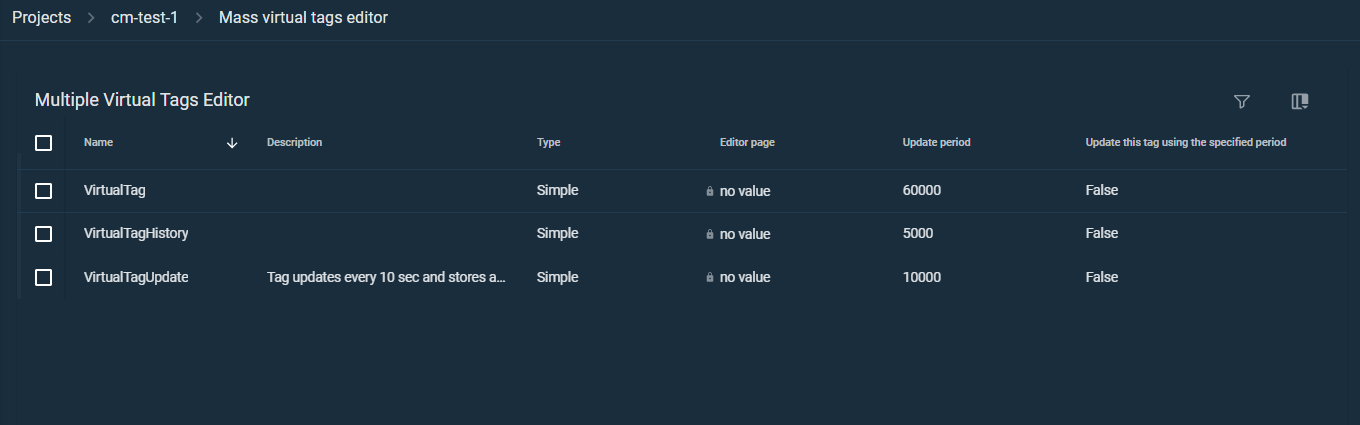 Projects > cm-test-1 > Mass virtual tags editor
Multiple Virtual Tags Editor
Name Description Type Editor page Update period Update this tag using the specified period
VirtualTag Simple no value 60000 False
VirtualTagHistory Simple no value 5000 False
VirtualTagUpdate Tag updates every 10 sec and stores a... Simple no value 10000 False